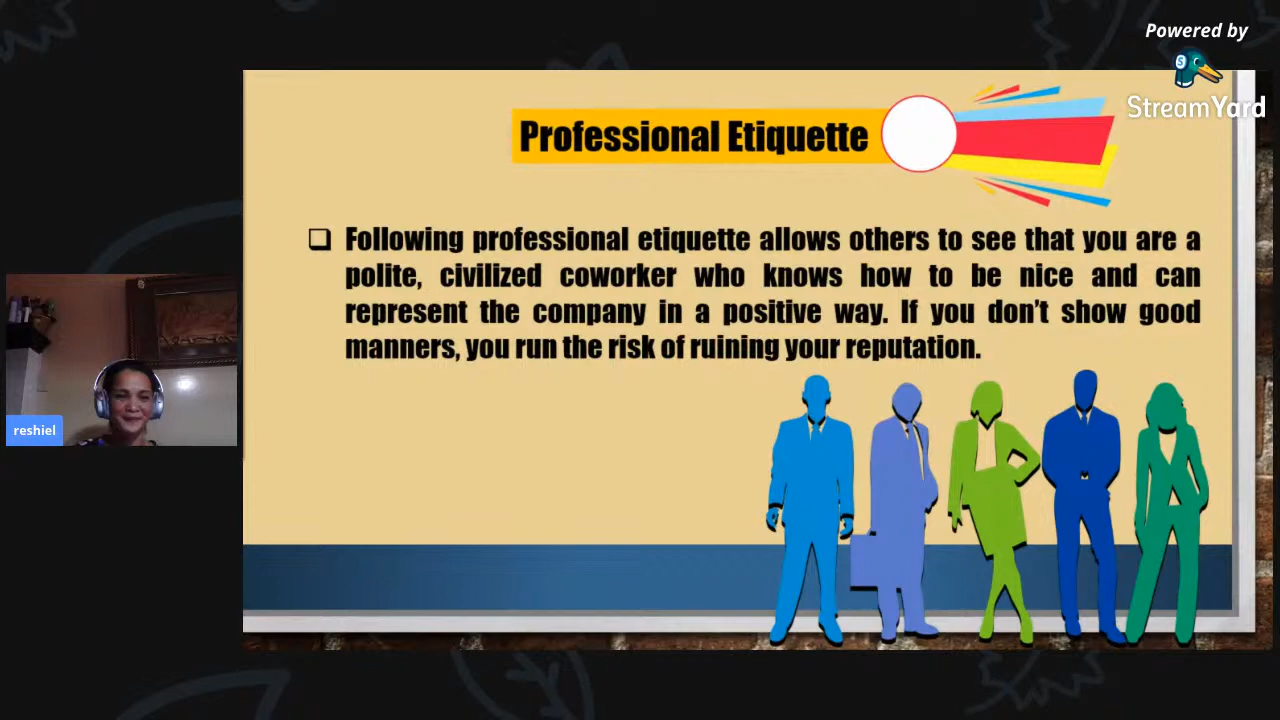 Powered by
StreamYard
Professional Etiquette
Following professional etiquette allows others to see that you are a
polite, civilized coworker who knows how to be nice and can
represent the company in a positive way. If you don't show good
manners, you run the risk of ruining your reputation.
reshiel